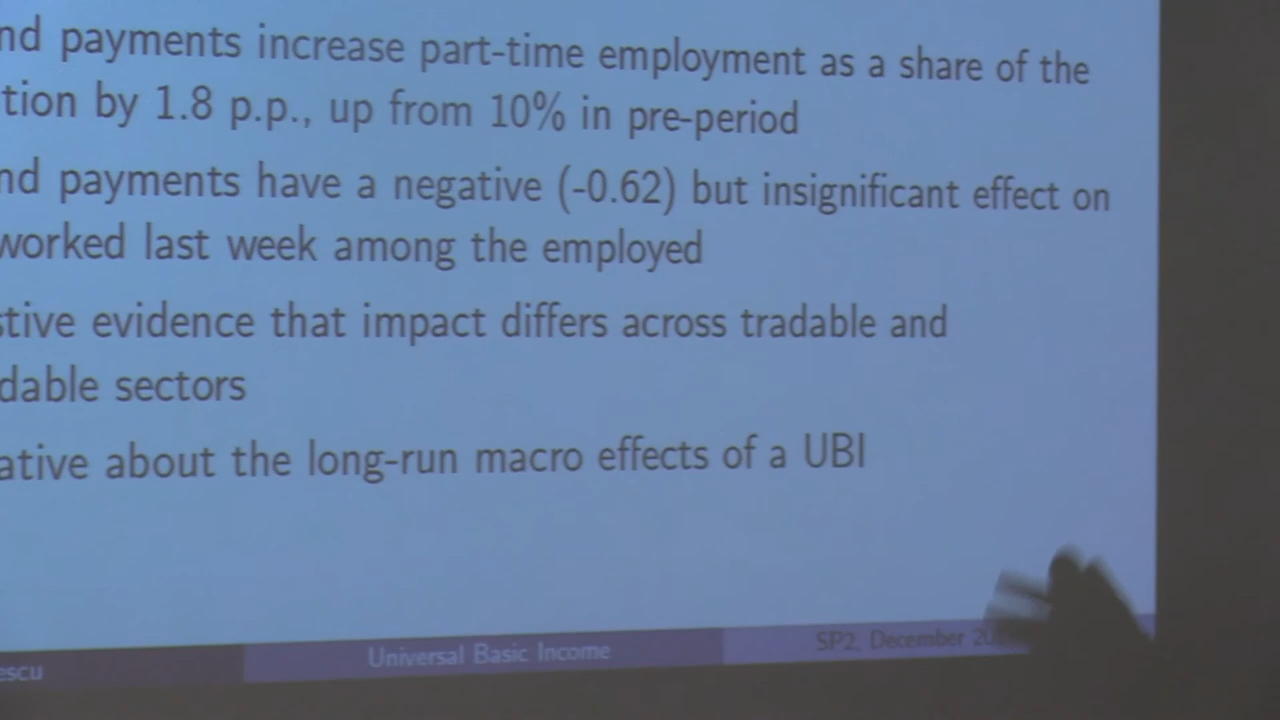 nd payments increase part-time employment as a share of the
tion by 1.8 p.p., up from 10% in pre-period
nd payments have a negative (-0.62) but insignificant effect on
worked last week among the employed
stive evidence that impact differs across tradable and
dable sectors
ative about the long-run macro effects of a UBI
escu Universal Basic Income SP2, December 20